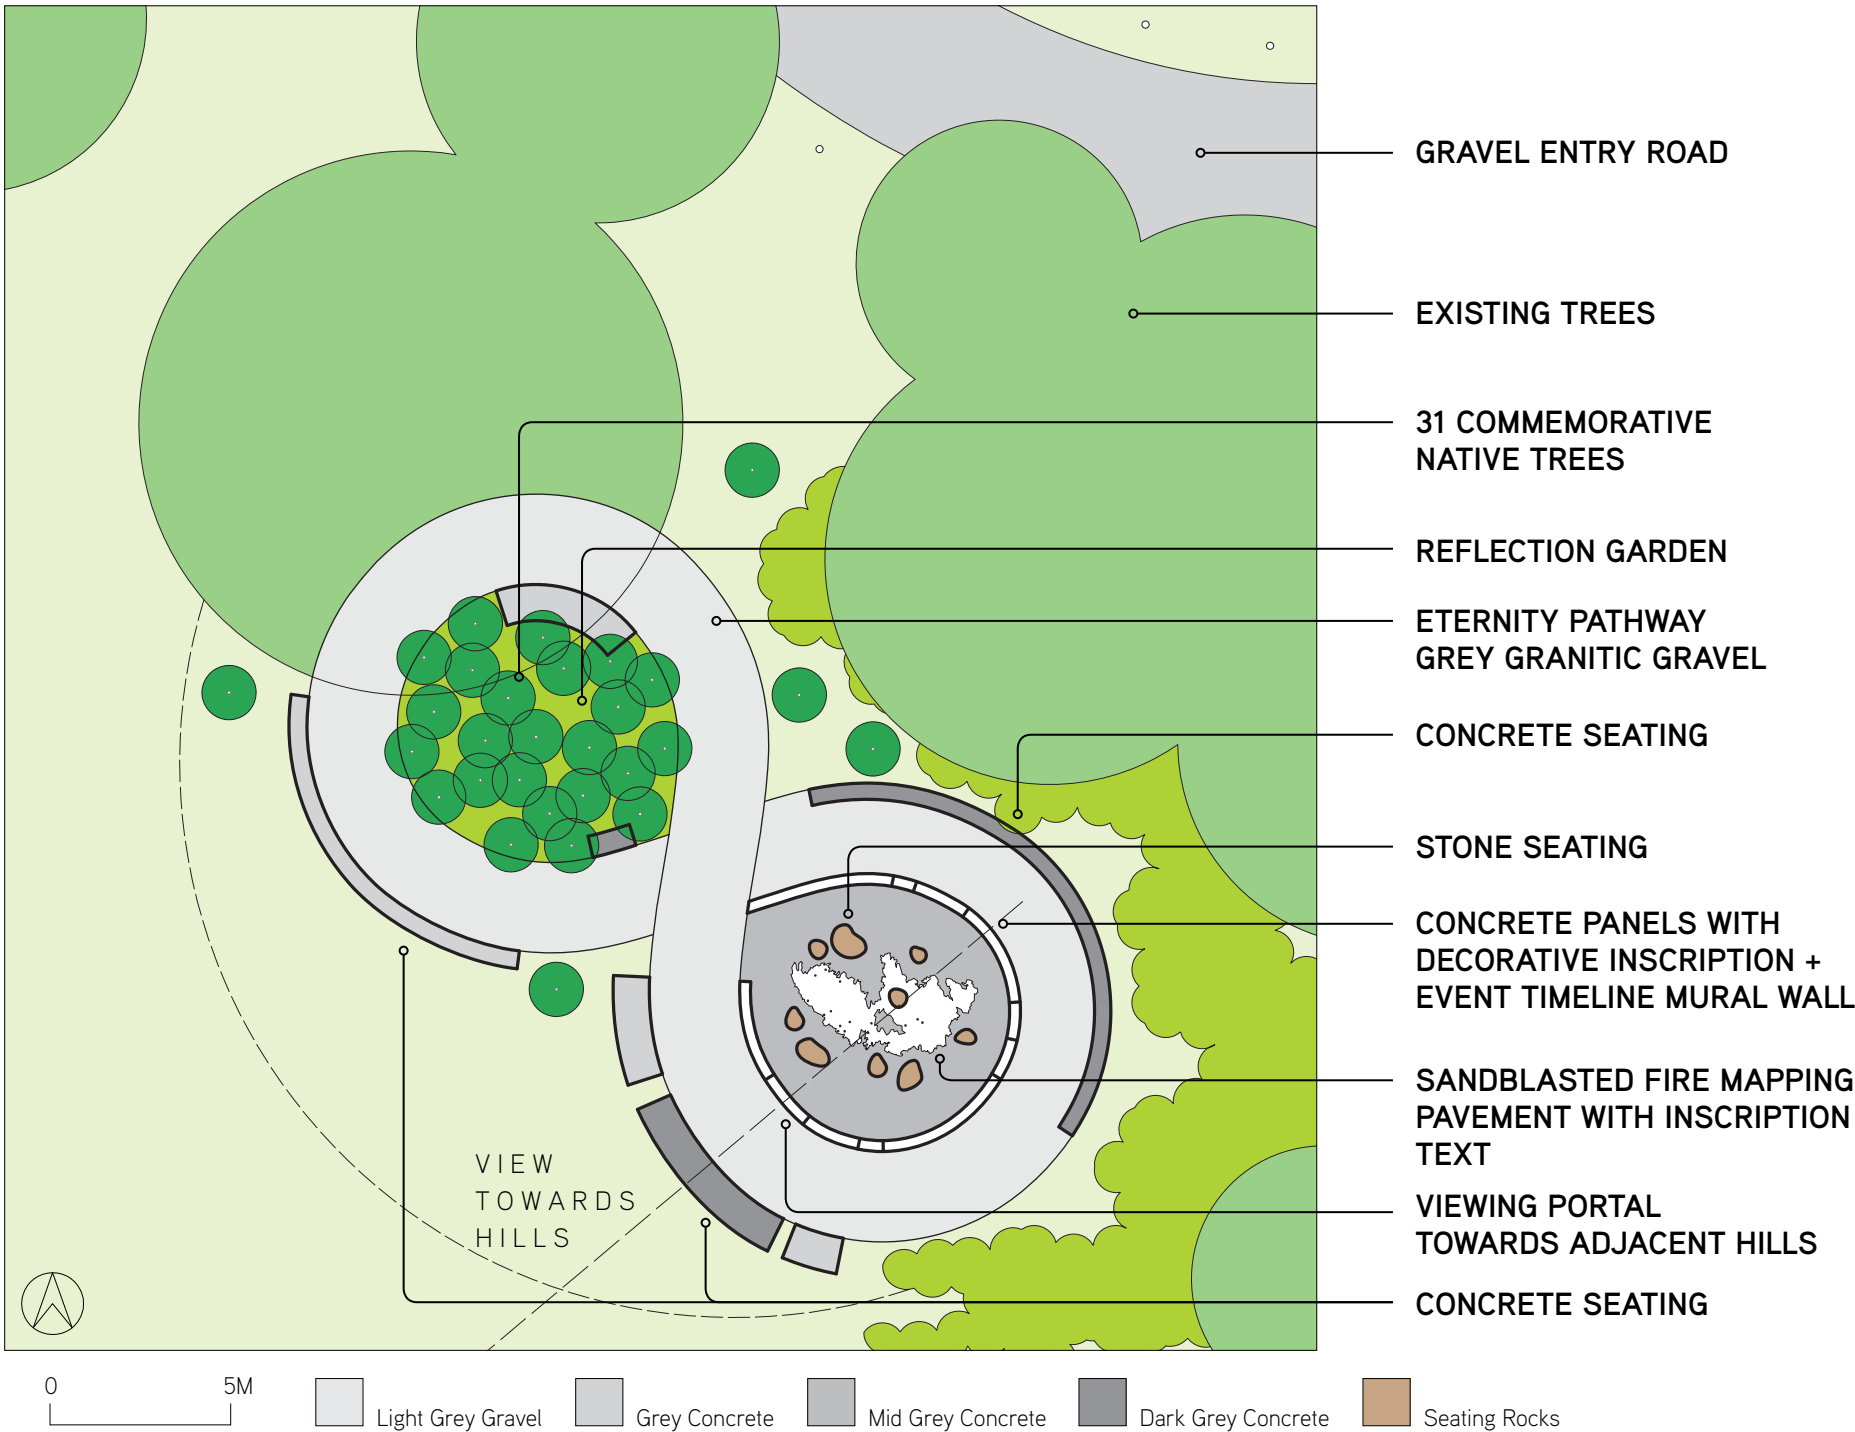 GRAVEL ENTRY ROAD
EXISTING TREES
31 COMMEMORATIVE
NATIVE TREES
REFLECTION GARDEN
ETERNITY PATHWAY
GREY GRANITIC GRAVEL
CONCRETE SEATING
STONE SEATING
CONCRETE PANELS WITH
DECORATIVE INSCRIPTION +
EVENT TIMELINE MURAL WALL
SANDBLASTED FIRE MAPPING
PAVEMENT WITH INSCRIPTION
TEXT
VIEWING PORTAL
TOWARDS ADJACENT HILLS
CONCRETE SEATING
VIEW
TOWARDS
HILLS
0 5M
Light Grey Gravel
Grey Concrete
Mid Grey Concrete
Dark Grey Concrete
Seating Rocks